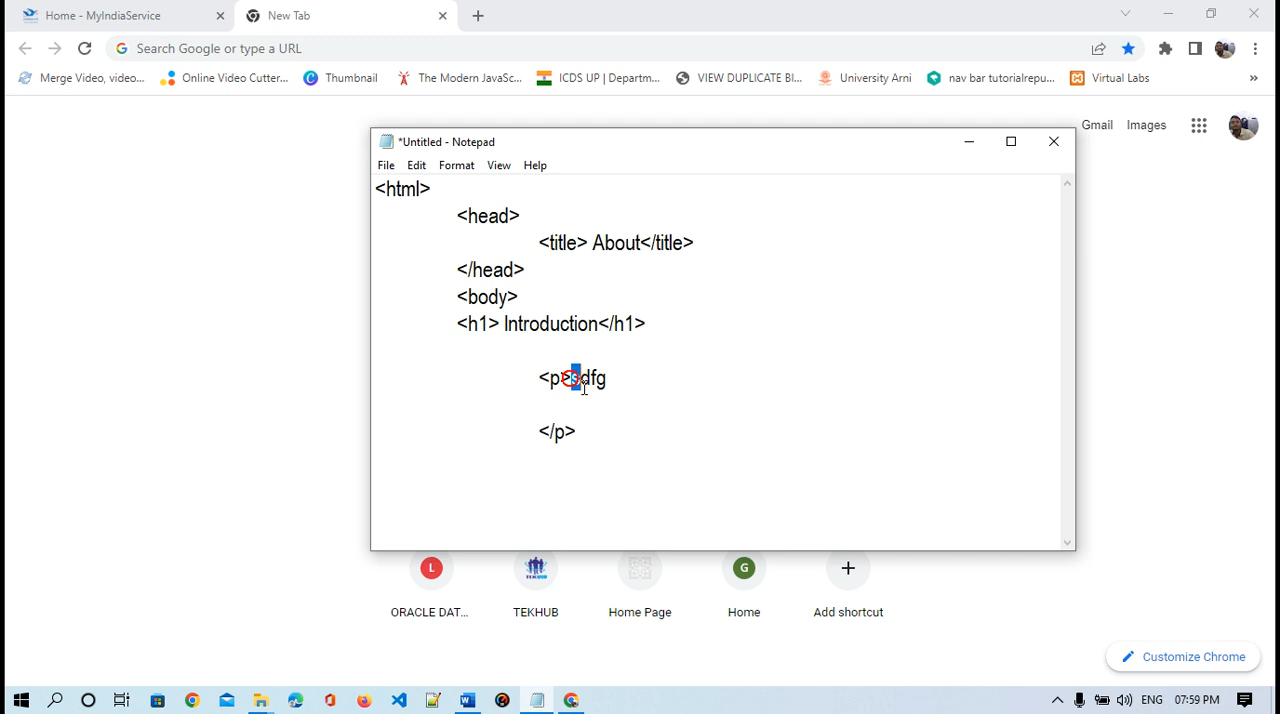 Home - MyIndiaService
New Tab
Search Google or type a URL
Merge Video, video...
Online Video Cutter...
Thumbnail
The Modern JavaSc...
ICDS UP | Departm...
VIEW DUPLICATE BI...
University Arni
nav bar tutorialrepu...
Virtual Labs
»
Gmail
Images
*Untitled - Notepad
File Edit Format View Help
<html>
<head>
<title> About</title>
</head>
<body>
<h1> Introduction</h1>
<p>
dfg
</p>
L
TEKHUB
G
ORACLE DAT...
TEKHUB
Home Page
Home
Add shortcut
Customize Chrome
ENG
07:59 PM